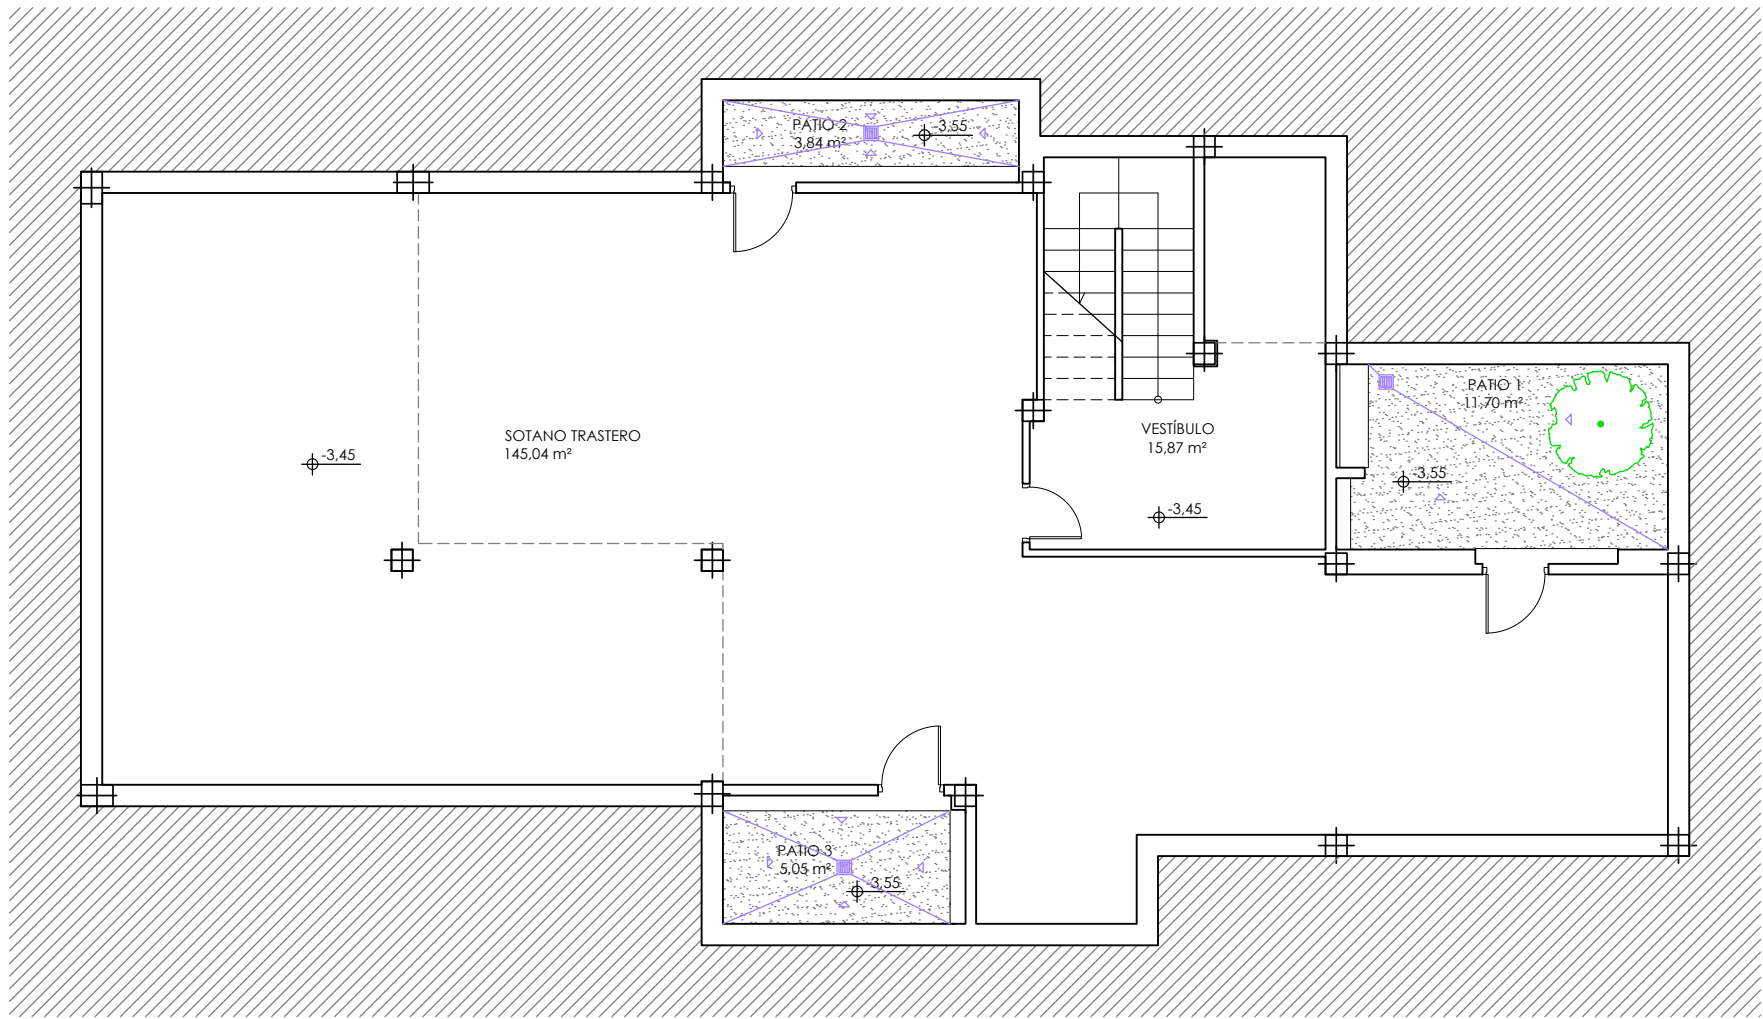 PATIO 2
3,84 m²
-3,55
PATIO 1
11,70 m²
-3,55
SOTANO TRASTERO
145,04 m²
-3,45
VESTÍBULO
15,87 m²
-3,45
PATIO 3
5,05 m²
-3,55